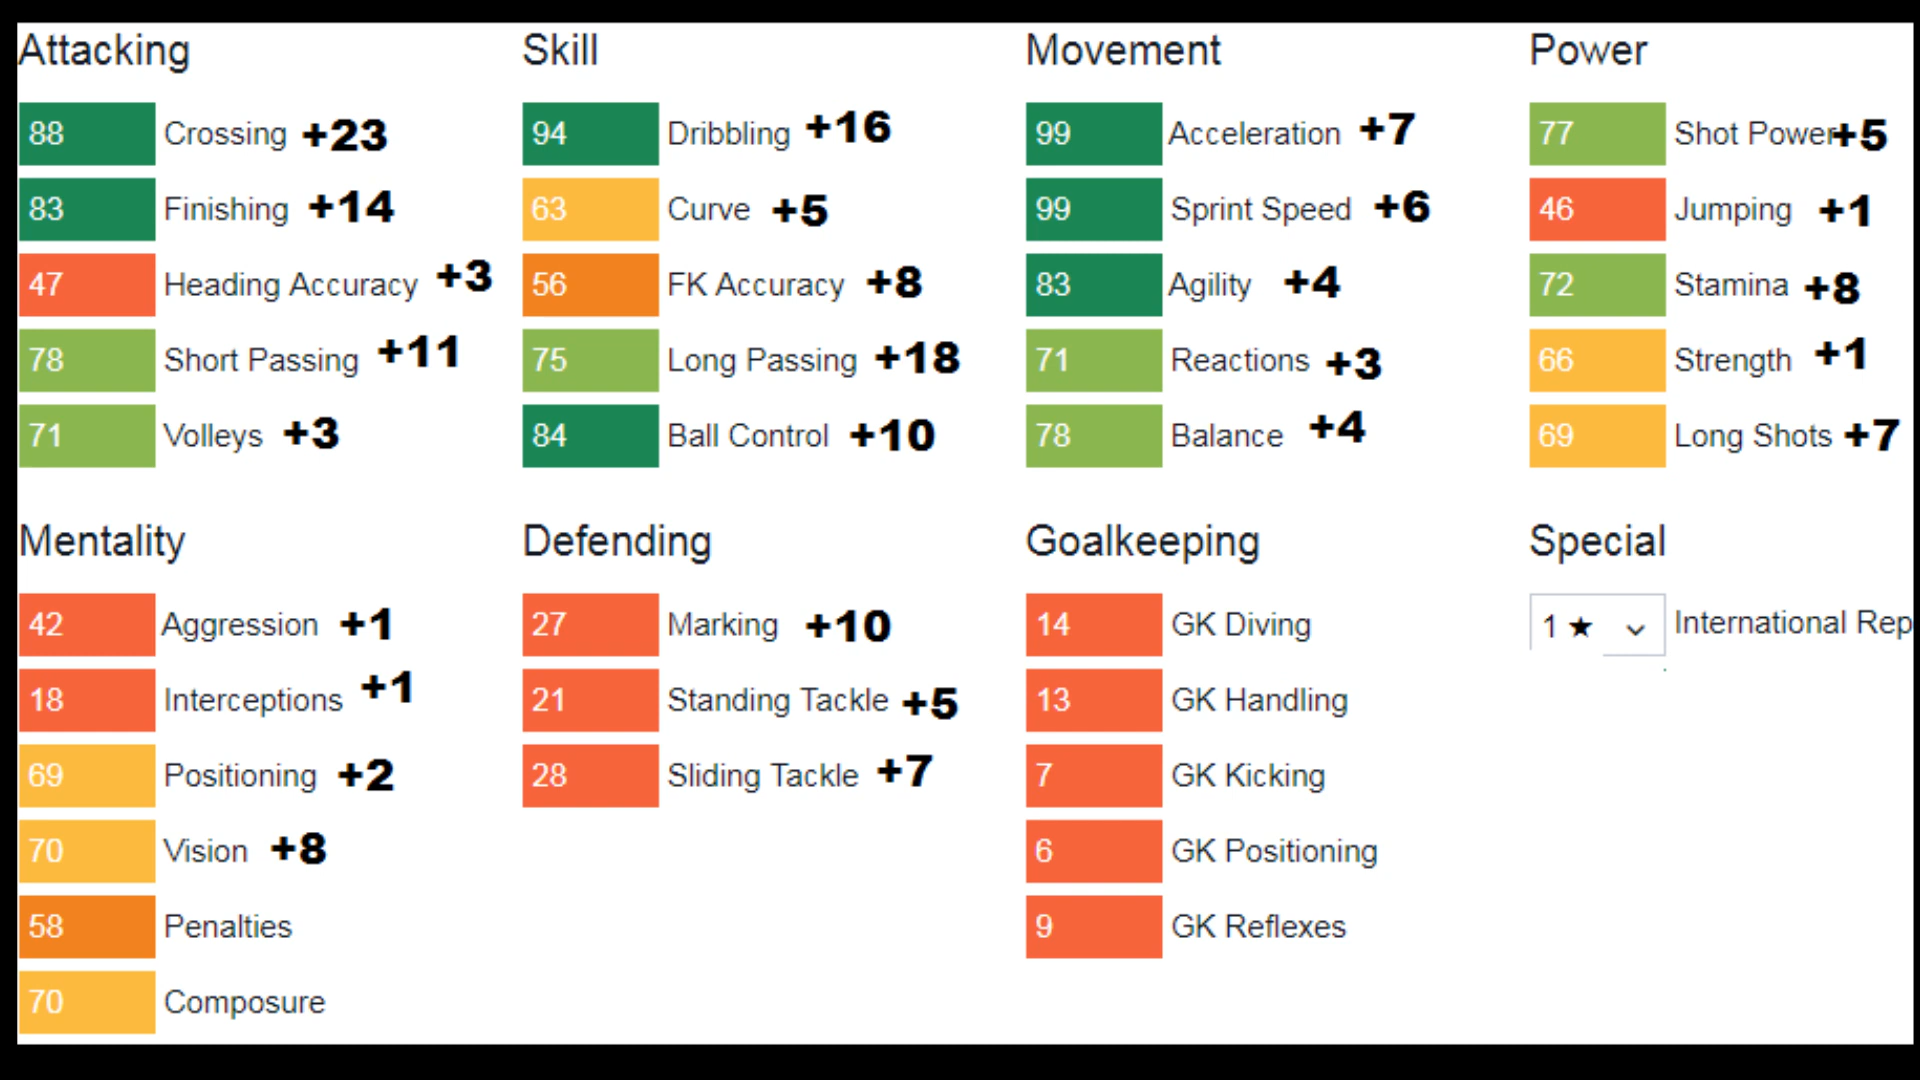 Attacking
88 Crossing +23
83 Finishing +14
47 Heading Accuracy +3
78 Short Passing +11
71 Volleys +3
Skill
94 Dribbling +16
63 Curve +5
56 FK Accuracy +8
75 Long Passing +18
84 Ball Control +10
Movement
99 Acceleration +7
99 Sprint Speed +6
83 Agility +4
71 Reactions +3
78 Balance +4
Power
77 Shot Power +5
46 Jumping +1
72 Stamina +8
66 Strength +1
69 Long Shots +7
Mentality
42 Aggression +1
18 Interceptions +1
69 Positioning +2
70 Vision +8
58 Penalties
70 Composure
Defending
27 Marking +10
21 Standing Tackle +5
28 Sliding Tackle +7
Goalkeeping
14 GK Diving
13 GK Handling
7 GK Kicking
6 GK Positioning
9 GK Reflexes
Special
1 ★ International Rep